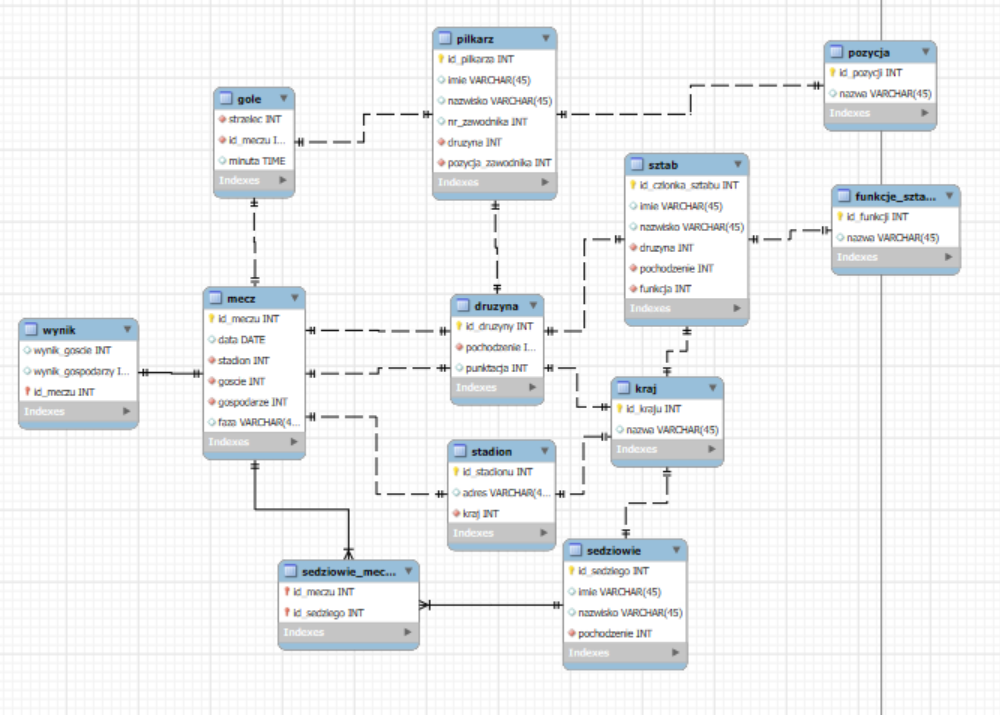 pilkarz
id_pilkarza INT
imie VARCHAR(45)
nazwisko VARCHAR(45)
nr_zawodnika INT
druzyna INT
pozycja_zawodnika INT
Indexes
pozycja
id_pozycji INT
nazwa VARCHAR(45)
Indexes
gole
strzelec INT
id_meczu I...
minuta TIME
Indexes
sztab
id_czlonka_sztabu INT
imie VARCHAR(45)
nazwisko VARCHAR(45)
druzyna INT
pochodzenie INT
funkcja INT
Indexes
funkcje_szta...
id_funkcji INT
nazwa VARCHAR(45)
Indexes
mecz
id_meczu INT
data DATE
stadion INT
goscie INT
gospodarze INT
faza VARCHAR(4...
Indexes
druzyna
id_druzyny INT
pochodzenie I...
punktacja INT
Indexes
wynik
wynik_goscie INT
wynik_gospodarzy I...
id_meczu INT
Indexes
kraj
id_kraju INT
nazwa VARCHAR(45)
Indexes
stadion
id_stadionu INT
adres VARCHAR(4...
kraj INT
Indexes
sedziowie
id_sedziego INT
imie VARCHAR(45)
nazwisko VARCHAR(45)
pochodzenie INT
Indexes
sedziowie_mec...
id_meczu INT
id_sedziego INT
Indexes